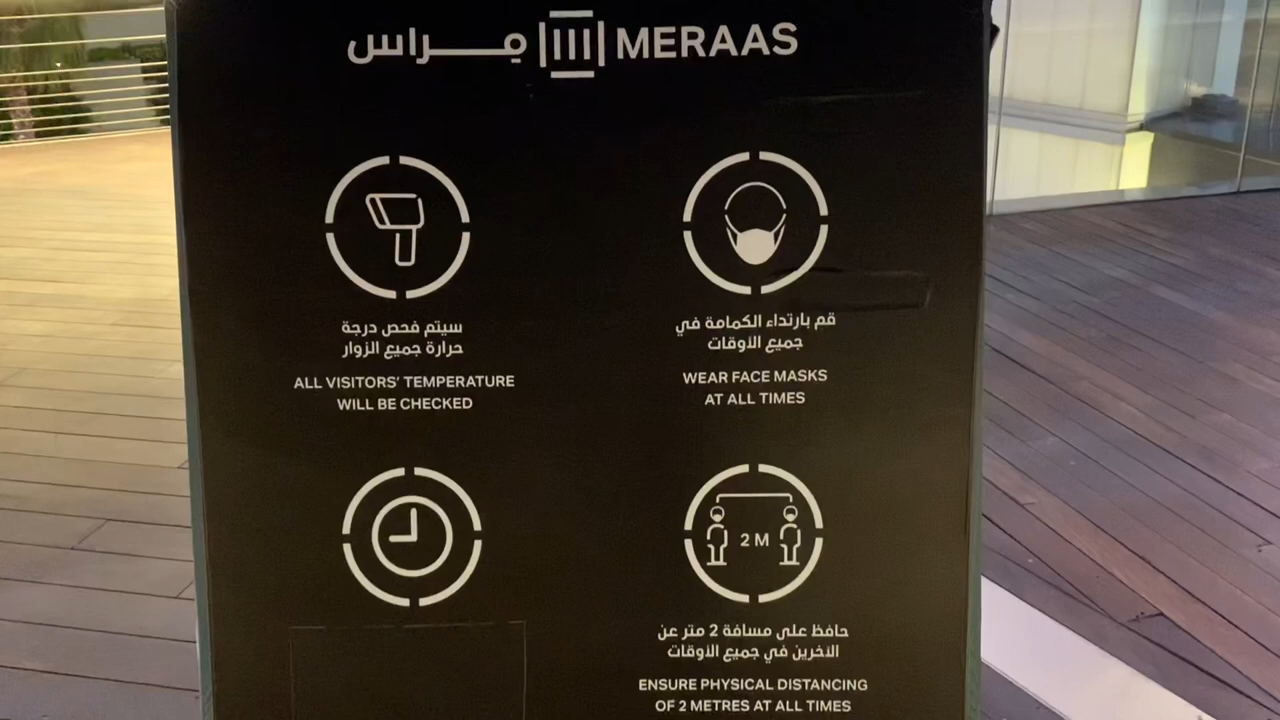 مراس MERAAS
سيتم فحص درجة
حرارة جميع الزوار
ALL VISITORS' TEMPERATURE
WILL BE CHECKED
قم بارتداء الكمامة في
جميع الأوقات
WEAR FACE MASKS
AT ALL TIMES
2 M
حافظ على مسافة 2 متر عن
الآخرين في جميع الأوقات
ENSURE PHYSICAL DISTANCING
OF 2 METRES AT ALL TIMES